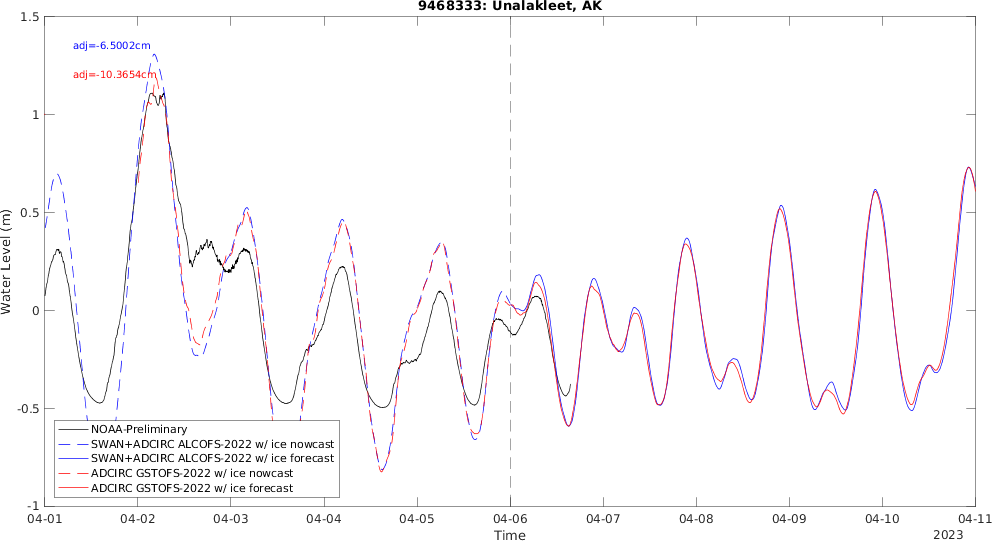 9468333: Unalakleet, AK
1.5
adj=-6.5002cm
adj=-10.3654cm
1
0.5
0
-0.5
-1
Water Level (m)
NOAA-Preliminary
SWAN+ADCIRC ALCOFS-2022 w/ ice nowcast
SWAN+ADCIRC ALCOFS-2022 w/ ice forecast
ADCIRC GSTOFS-2022 w/ ice nowcast
ADCIRC GSTOFS-2022 w/ ice forecast
04-01 04-02 04-03 04-04 04-05 04-06 04-07 04-08 04-09 04-10 04-11
Time
2023